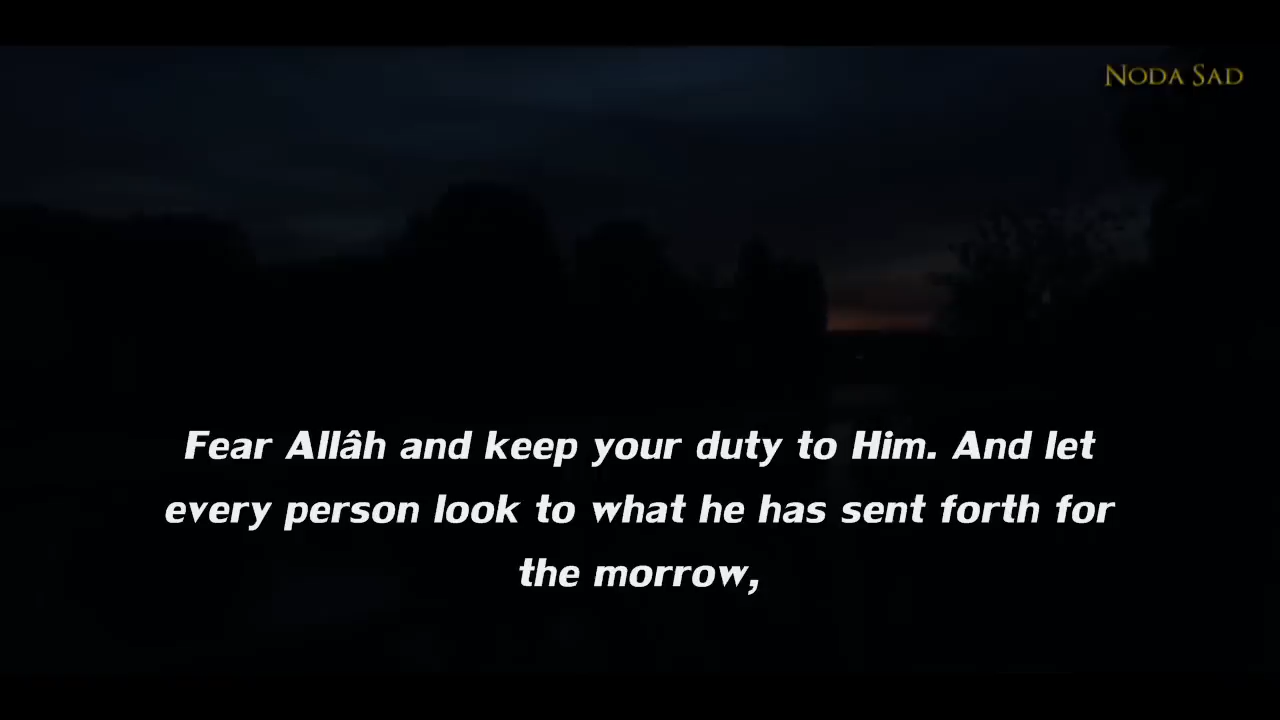 NODA SAD
Fear Allâh and keep your duty to Him. And let
every person look to what he has sent forth for
the morrow,